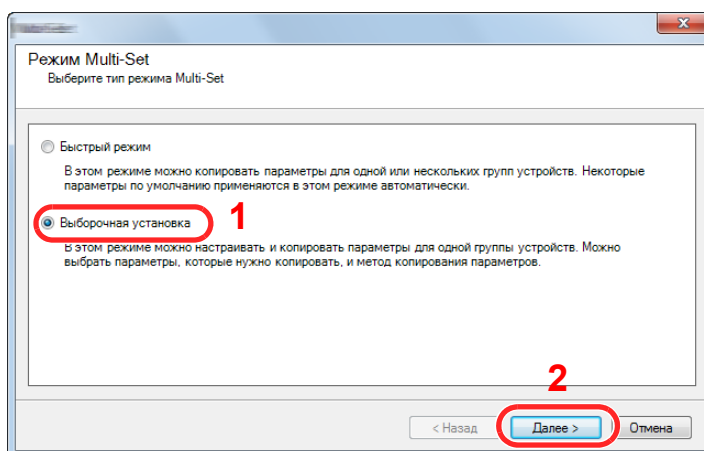 Режим Multi-Set
Выберите тип режима Multi-Set
Быстрый режим
В этом режиме можно копировать параметры для одной или нескольких групп устройств. Некоторые
параметры по умолчанию применяются в этом режиме автоматически.
Выборочная установка 1
В этом режиме можно настраивать и копировать параметры для одной группы устройств. Можно
выбрать параметры, которые нужно копировать, и метод копирования параметров.
2
< Назад Далее > Отмена